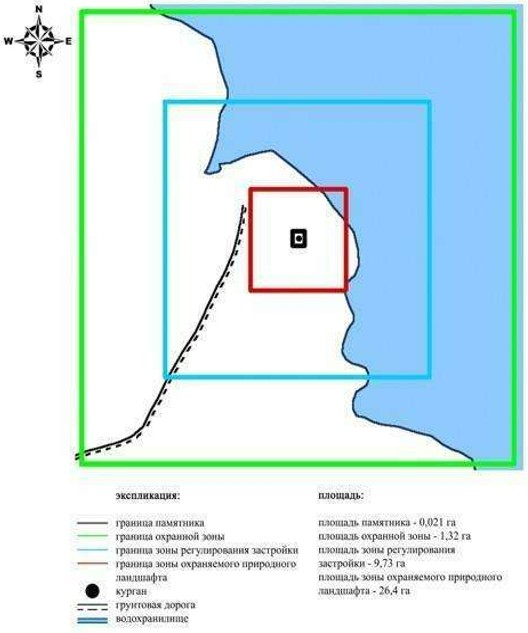 N
W E
S
экспликация:
граница памятника
граница охранной зоны
граница зоны регулирования застройки
граница зоны охраняемого природного
ландшафта
курган
грунтовая дорога
водохранилище
площадь:
площадь памятника - 0,021 га
площадь охранной зоны - 1,32 га
площадь зоны регулирования
застройки - 9,73 га
площадь зоны охраняемого природного
ландшафта - 26,4 га